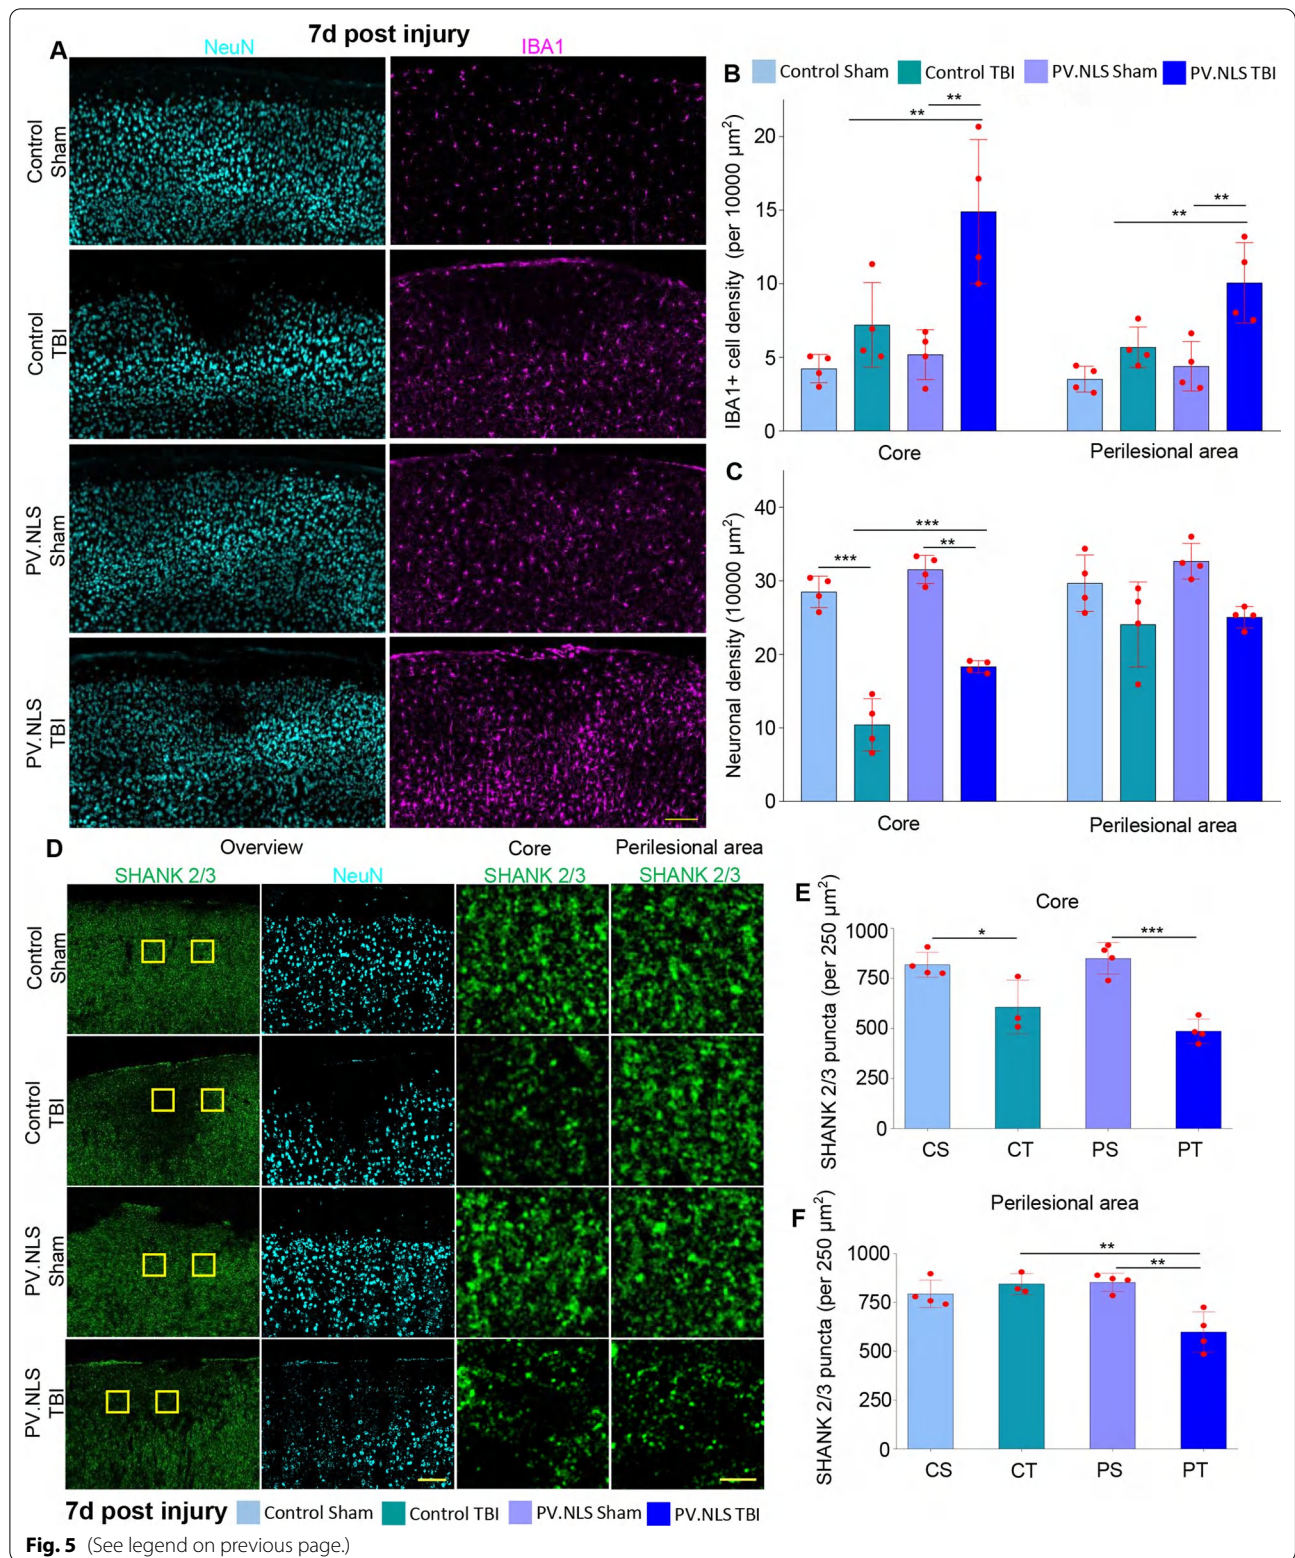 7d post injury
A
NeuN
IBA1
Control
Sham
Control
TBI
PV.NLS
Sham
PV.NLS
TBI
B
Control Sham
Control TBI
PV.NLS Sham
PV.NLS TBI
IBA1+ cell density (per 10000 µm²)
20
15
10
5
0
**
**
**
**
Core
Perilesional area
C
Neuronal density (10000 µm²)
40
30
20
10
0
***
***
**
Core
Perilesional area
D
Overview
Core
Perilesional area
SHANK 2/3
NeuN
SHANK 2/3
SHANK 2/3
Control
Sham
Control
TBI
PV.NLS
Sham
PV.NLS
TBI
E
Core
SHANK 2/3 puncta (per 250 µm²)
1000
750
500
250
0
*
***
CS
CT
PS
PT
F
Perilesional area
SHANK 2/3 puncta (per 250 µm²)
1000
750
500
250
0
**
**
CS
CT
PS
PT
7d post injury
Control Sham
Control TBI
PV.NLS Sham
PV.NLS TBI
Fig. 5 (See legend on previous page.)